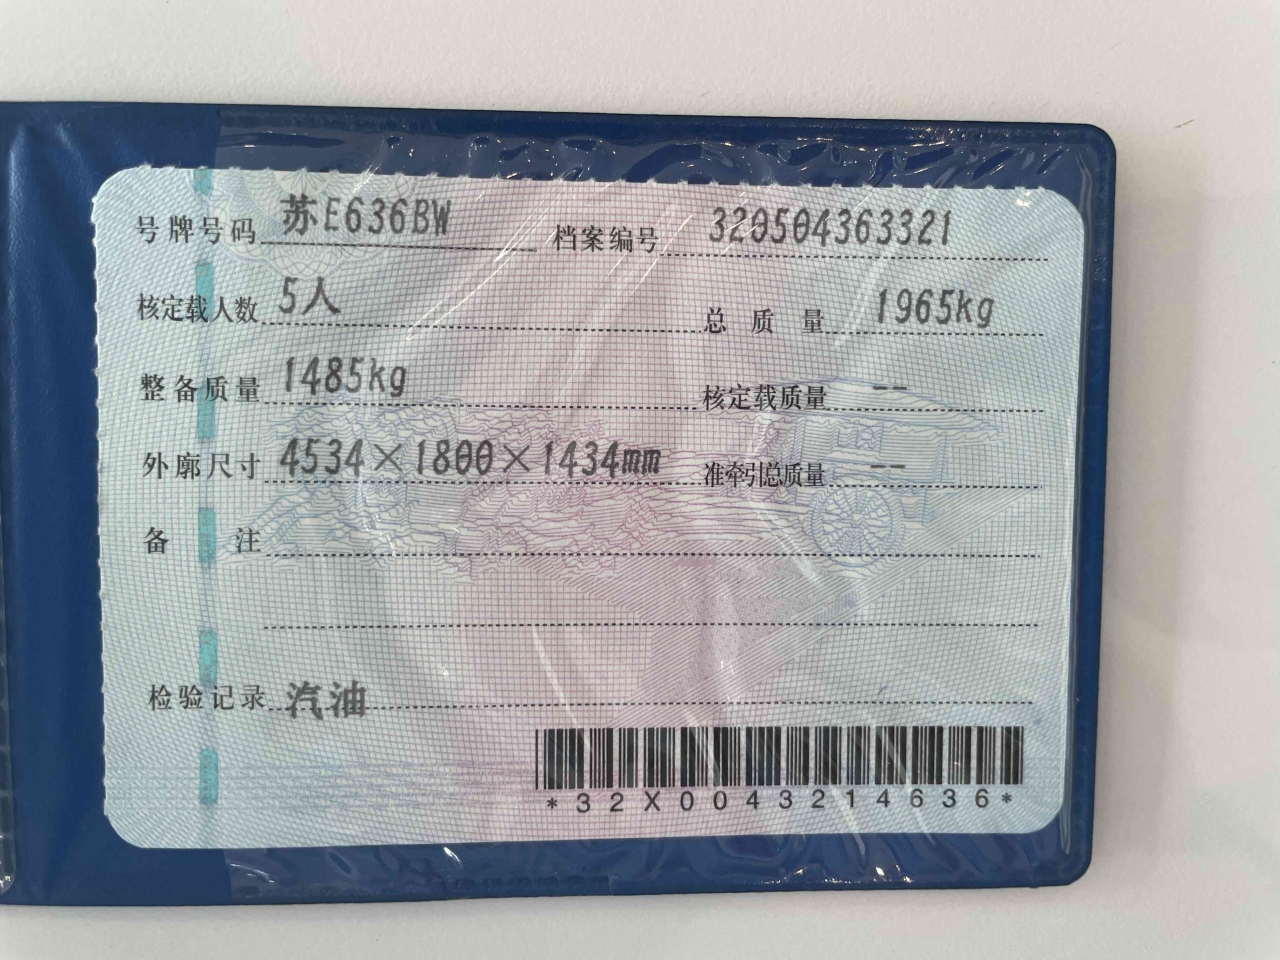 号牌号码 苏E636BW 档案编号 320504363321
核定载人数 5人 总质量 1965kg
整备质量 1485kg 核定载质量 --
外廓尺寸 4534×1800×1434mm 准牵引总质量 --
备注
检验记录 汽油
*32X0043214636*